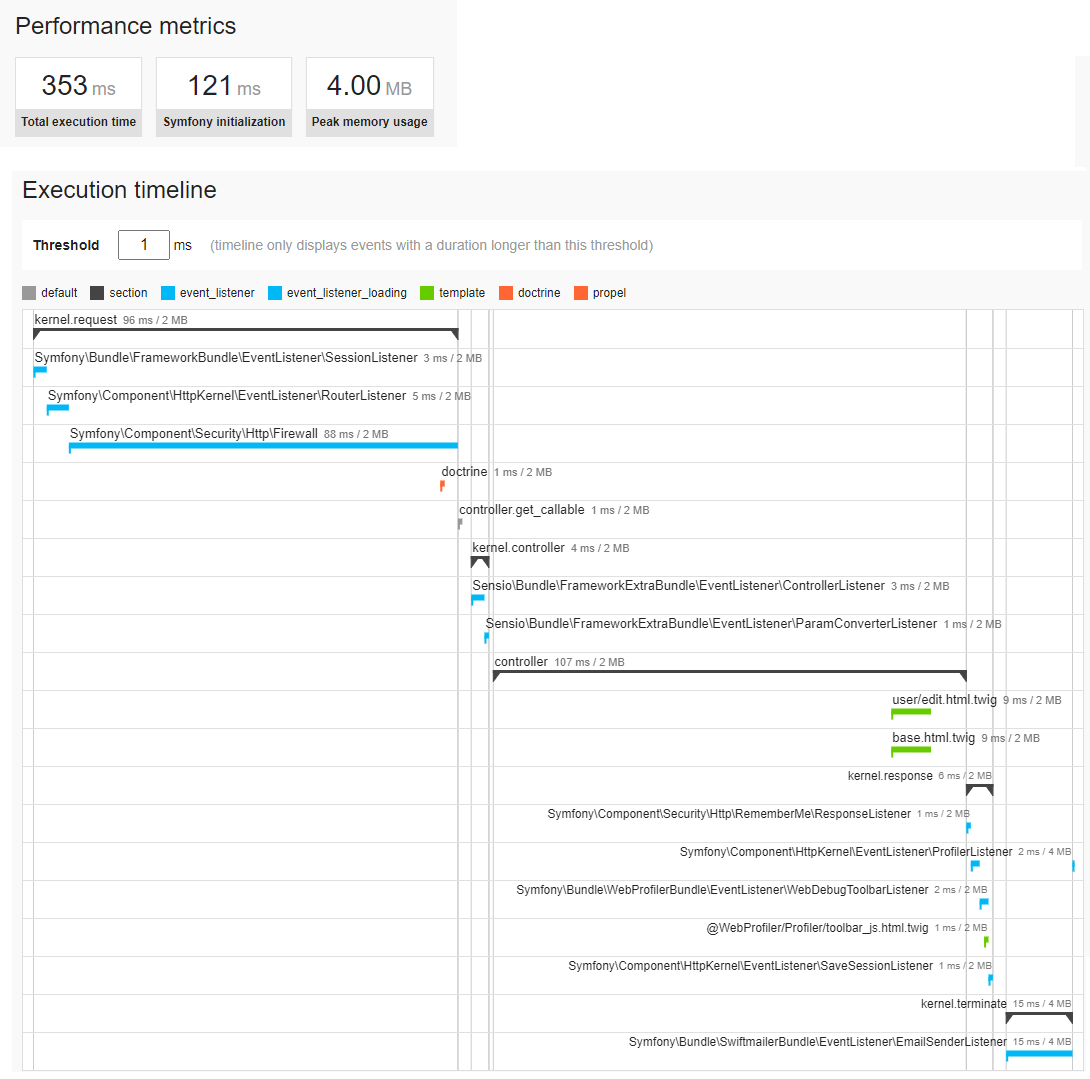 Performance metrics
353 ms
Total execution time
121 ms
Symfony initialization
4.00 MB
Peak memory usage
Execution timeline
Threshold 1 ms (timeline only displays events with a duration longer than this threshold)
default section event_listener event_listener_loading template doctrine propel
kernel.request 96 ms / 2 MB
Symfony\Bundle\FrameworkBundle\EventListener\SessionListener 3 ms / 2 MB
Symfony\Component\HttpKernel\EventListener\RouterListener 5 ms / 2 MB
Symfony\Component\Security\Http\Firewall 88 ms / 2 MB
doctrine 1 ms / 2 MB
controller.get_callable 1 ms / 2 MB
kernel.controller 4 ms / 2 MB
Sensio\Bundle\FrameworkExtraBundle\EventListener\ControllerListener 3 ms / 2 MB
Sensio\Bundle\FrameworkExtraBundle\EventListener\ParamConverterListener 1 ms / 2 MB
controller 107 ms / 2 MB
user/edit.html.twig 9 ms / 2 MB
base.html.twig 9 ms / 2 MB
kernel.response 6 ms / 2 MB
Symfony\Component\Security\Http\RememberMe\ResponseListener 1 ms / 2 MB
Symfony\Component\HttpKernel\EventListener\ProfilerListener 2 ms / 4 MB
Symfony\Bundle\WebProfilerBundle\EventListener\WebDebugToolbarListener 2 ms / 2 MB
@WebProfiler/Profiler/toolbar_js.html.twig 1 ms / 2 MB
Symfony\Component\HttpKernel\EventListener\SaveSessionListener 1 ms / 2 MB
kernel.terminate 15 ms / 4 MB
Symfony\Bundle\SwiftmailerBundle\EventListener\EmailSenderListener 15 ms / 4 MB